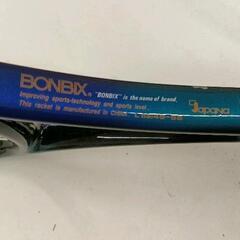 BONBIX®
"BONBIX" is the name of brand.
Improving sports-technology and sports level.
This racket is manufactured in CHINA
Japana